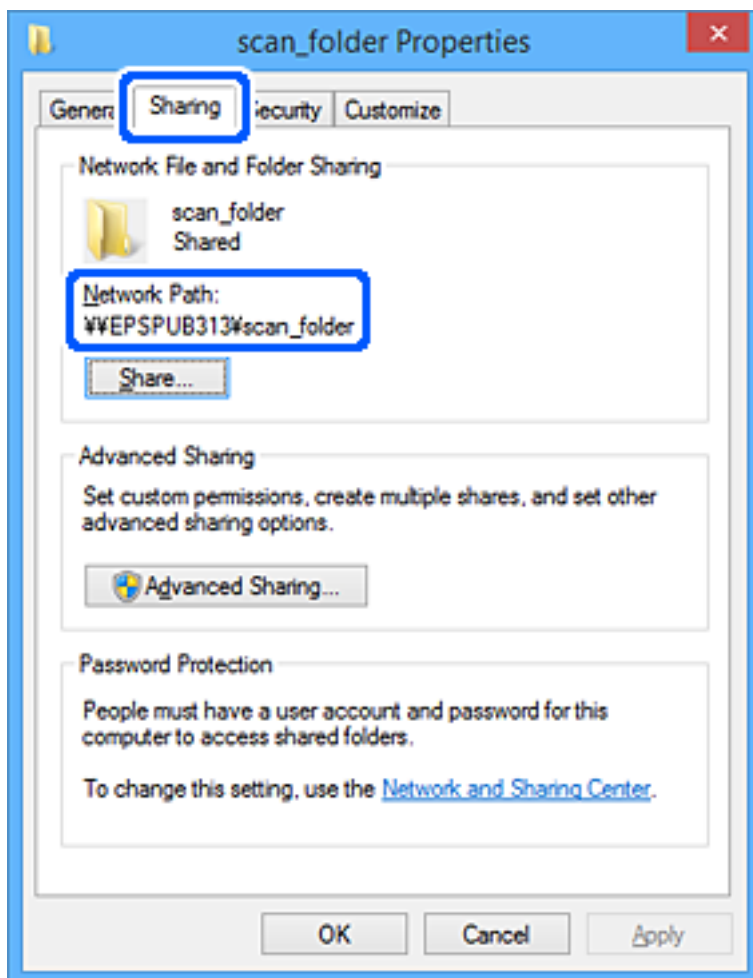 scan_folder Properties
Sharing Customize
Network File and Folder Sharing
scan_folder
Shared
Network Path:
¥¥EPSPUB313¥scan_folder
Share...
Advanced Sharing
Set custom permissions, create multiple shares, and set other
advanced sharing options.
Advanced Sharing...
Password Protection
People must have a user account and password for this
computer to access shared folders.
To change this setting, use the Network and Sharing Center.
OK Cancel Apply